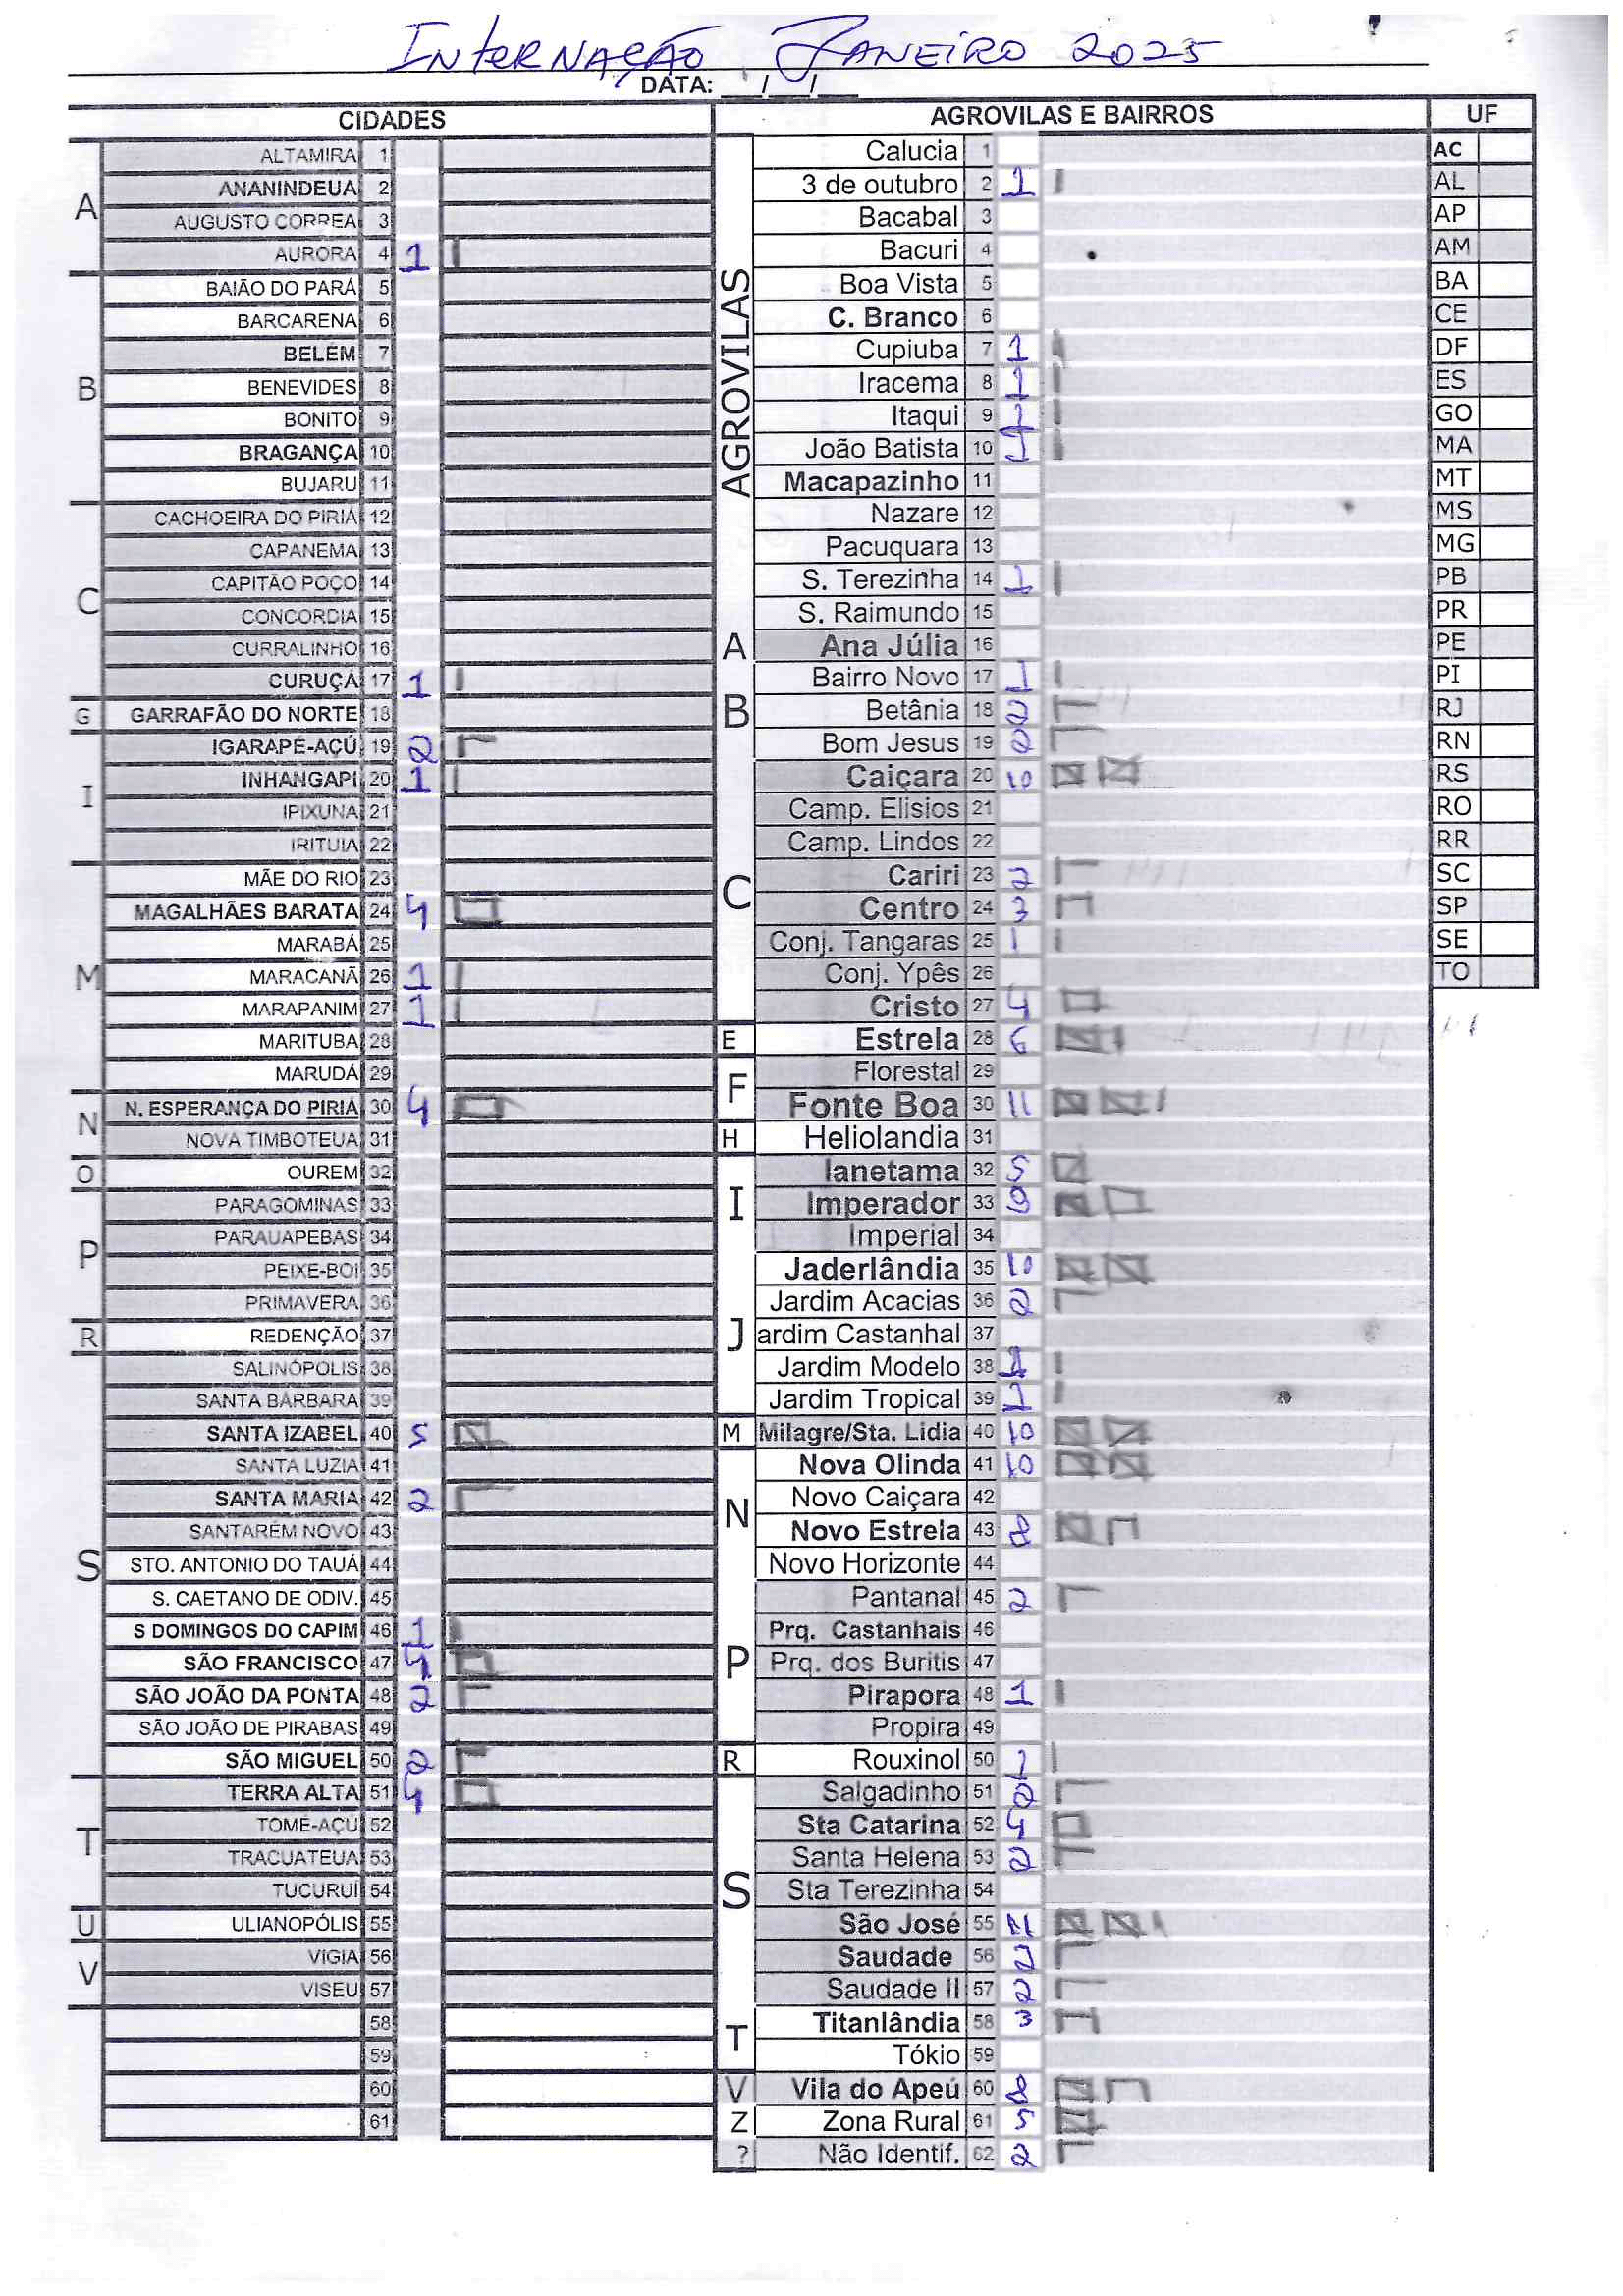 INTERNAÇÃO JANEIRO 2025
DATA: __/__/__
CIDADES
A
ALTAMIRA 1
ANANINDEUA 2
AUGUSTO CORREA 3
AURORA 4 1
B
BAIÃO DO PARÁ 5
BARCARENA 6
BELÉM 7
BENEVIDES 8
BONITO 9
BRAGANÇA 10
BUJARU 11
C
CACHOEIRA DO PIRIÁ 12
CAPANEMA 13
CAPITÃO POÇO 14
CONCORDIA 15
CURRALINHO 16
CURUÇÁ 17 1
G
GARRAFÃO DO NORTE 18
I
IGARAPÉ-AÇÚ 19 2
INHANGAPI 20 1
IPIXUNA 21
IRITUIA 22
M
MÃE DO RIO 23
MAGALHÃES BARATA 24 4
MARABÁ 25
MARACANÃ 26 1
MARAPANIM 27 1
MARITUBA 28
MARUDÁ 29
N
N. ESPERANÇA DO PIRIÁ 30 4
NOVA TIMBOTEUA 31
O
OUREM 32
P
PARAGOMINAS 33
PARAUAPEBAS 34
PEIXE-BOI 35
PRIMAVERA 36
R
REDENÇÃO 37
S
SALINÓPOLIS 38
SANTA BÁRBARA 39
SANTA IZABEL 40 5
SANTA LUZIA 41
SANTA MARIA 42 2
SANTARÉM NOVO 43
STO. ANTONIO DO TAUÁ 44
S. CAETANO DE ODIV. 45
S DOMINGOS DO CAPIM 46 1
SÃO FRANCISCO 47 4
SÃO JOÃO DA PONTA 48 2
SÃO JOÃO DE PIRABAS 49
SÃO MIGUEL 50 2
T
TERRA ALTA 51 4
TOMÉ-AÇÚ 52
TRACUATEUA 53
TUCURUÍ 54
U
ULIANOPÓLIS 55
V
VIGIA 56
VISEU 57
58
59
60
61
AGROVILAS E BAIRROS
AGROVILAS
Calucia 1
3 de outubro 2 1
Bacabal 3
Bacuri 4
Boa Vista 5
C. Branco 6
Cupiuba 7 1
Iracema 8 1
Itaqui 9 1
João Batista 10 1
Macapazinho 11
Nazare 12
Pacuquara 13
S. Terezinha 14 1
S. Raimundo 15
A
Ana Júlia 16
B
Bairro Novo 17 1
Betânia 18 2
Bom Jesus 19 2
C
Caiçara 20 10
Camp. Elisios 21
Camp. Lindos 22
Cariri 23 2
Centro 24 3
Conj. Tangaras 25 1
Conj. Ypês 26
Cristo 27 4
E
Estrela 28 6
F
Florestal 29
Fonte Boa 30 11
H
Heliolandia 31
I
Ianetama 32 5
Imperador 33 9
Imperial 34
J
Jaderlândia 35 10
Jardim Acacias 36 2
ardim Castanhal 37
Jardim Modelo 38 1
Jardim Tropical 39 1
M
Milagre/Sta. Lidia 40 10
N
Nova Olinda 41 10
Novo Caiçara 42
Novo Estrela 43 8
Novo Horizonte 44
P
Pantanal 45 2
Prq. Castanhais 46
Prq. dos Buritis 47
Pirapora 48 1
Propira 49
R
Rouxinol 50 1
S
Salgadinho 51 2
Sta Catarina 52 4
Santa Helena 53 2
Sta Terezinha 54
São José 55 11
Saudade 56 2
Saudade II 57 2
T
Titanlândia 58 3
Tókio 59
V
Vila do Apeú 60 8
Z
Zona Rural 61 5
?
Não Identif. 62 2
UF
AC
AL
AP
AM
BA
CE
DF
ES
GO
MA
MT
MS
MG
PB
PR
PE
PI
RJ
RN
RS
RO
RR
SC
SP
SE
TO